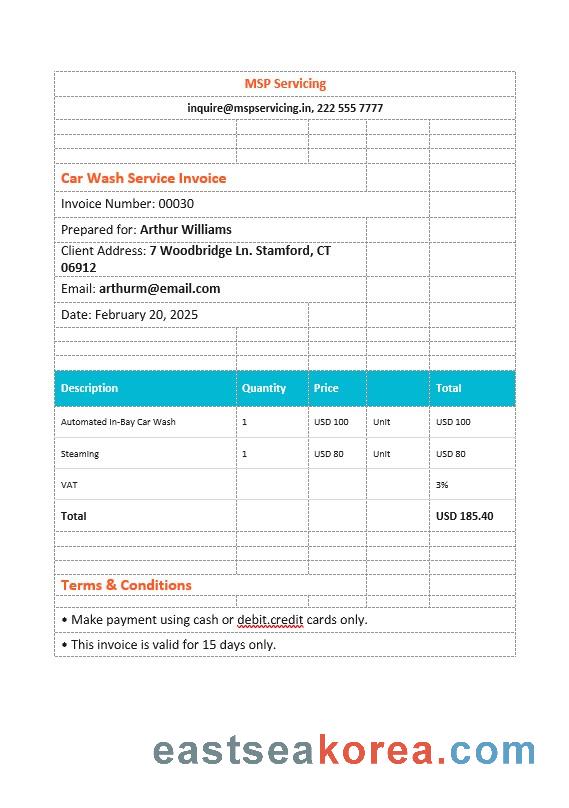 MSP Servicing
inquire@mspservicing.in, 222 555 7777
Car Wash Service Invoice
Invoice Number: 00030
Prepared for: Arthur Williams
Client Address: 7 Woodbridge Ln. Stamford, CT
06912
Email: arthurm@email.com
Date: February 20, 2025
Description Quantity Price Total
Automated In-Bay Car Wash 1 USD 100 Unit USD 100
Steaming 1 USD 80 Unit USD 80
VAT 3%
Total USD 185.40
Terms & Conditions
• Make payment using cash or debit.credit cards only.
• This invoice is valid for 15 days only.
eastseakorea.com